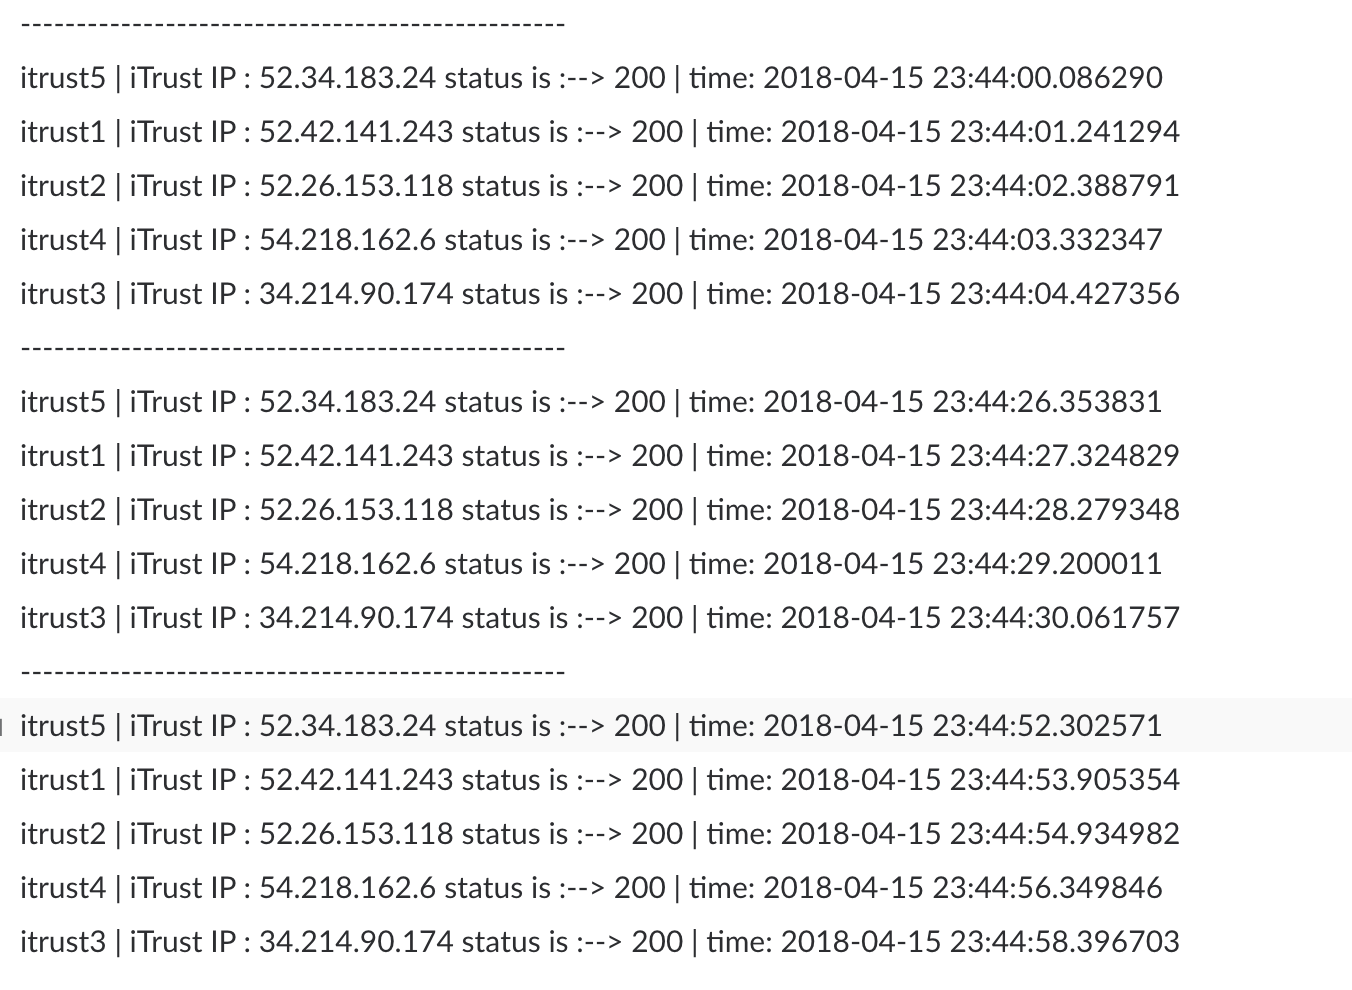 -------------------------------------------------
itrust5 | iTrust IP : 52.34.183.24 status is :--> 200 | time: 2018-04-15 23:44:00.086290
itrust1 | iTrust IP : 52.42.141.243 status is :--> 200 | time: 2018-04-15 23:44:01.241294
itrust2 | iTrust IP : 52.26.153.118 status is :--> 200 | time: 2018-04-15 23:44:02.388791
itrust4 | iTrust IP : 54.218.162.6 status is :--> 200 | time: 2018-04-15 23:44:03.332347
itrust3 | iTrust IP : 34.214.90.174 status is :--> 200 | time: 2018-04-15 23:44:04.427356
-------------------------------------------------
itrust5 | iTrust IP : 52.34.183.24 status is :--> 200 | time: 2018-04-15 23:44:26.353831
itrust1 | iTrust IP : 52.42.141.243 status is :--> 200 | time: 2018-04-15 23:44:27.324829
itrust2 | iTrust IP : 52.26.153.118 status is :--> 200 | time: 2018-04-15 23:44:28.279348
itrust4 | iTrust IP : 54.218.162.6 status is :--> 200 | time: 2018-04-15 23:44:29.200011
itrust3 | iTrust IP : 34.214.90.174 status is :--> 200 | time: 2018-04-15 23:44:30.061757
-------------------------------------------------
itrust5 | iTrust IP : 52.34.183.24 status is :--> 200 | time: 2018-04-15 23:44:52.302571
itrust1 | iTrust IP : 52.42.141.243 status is :--> 200 | time: 2018-04-15 23:44:53.905354
itrust2 | iTrust IP : 52.26.153.118 status is :--> 200 | time: 2018-04-15 23:44:54.934982
itrust4 | iTrust IP : 54.218.162.6 status is :--> 200 | time: 2018-04-15 23:44:56.349846
itrust3 | iTrust IP : 34.214.90.174 status is :--> 200 | time: 2018-04-15 23:44:58.396703